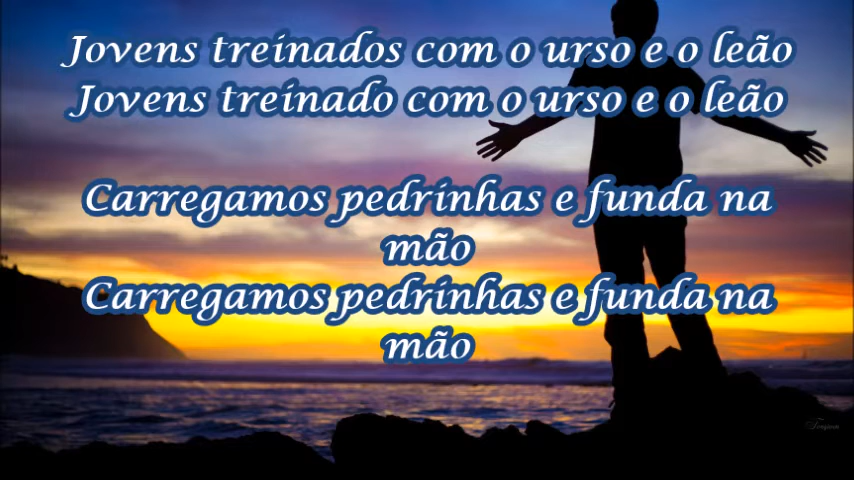 Jovens treinados com o urso e o leão
Jovens treinado com o urso e o leão
Carregamos pedrinhas e funda na
mão
Carregamos pedrinhas e funda na
mão